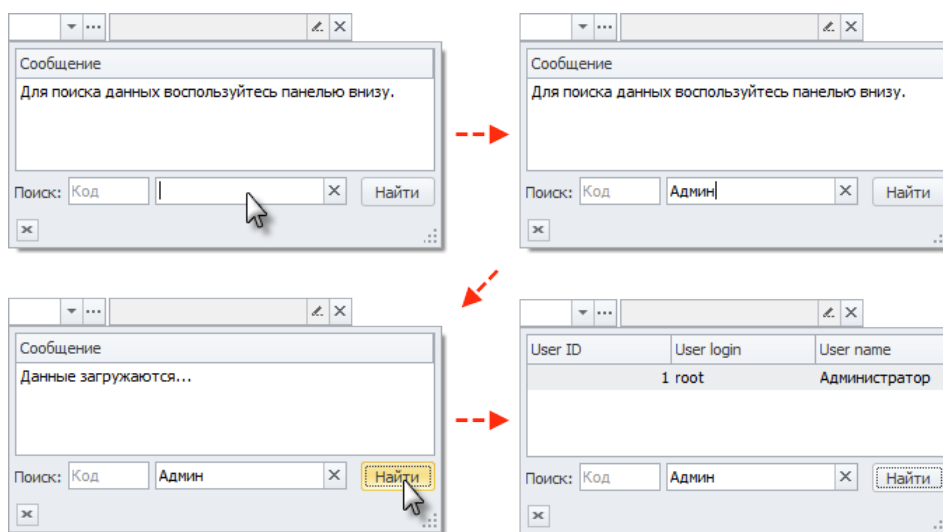 Сообщение
Для поиска данных воспользуйтесь панелью внизу.
Поиск: Код Найти
Сообщение
Для поиска данных воспользуйтесь панелью внизу.
Поиск: Код Админ Найти
Сообщение
Данные загружаются...
Поиск: Код Админ Найти
User ID User login User name
1 root Администратор
Поиск: Код Админ Найти